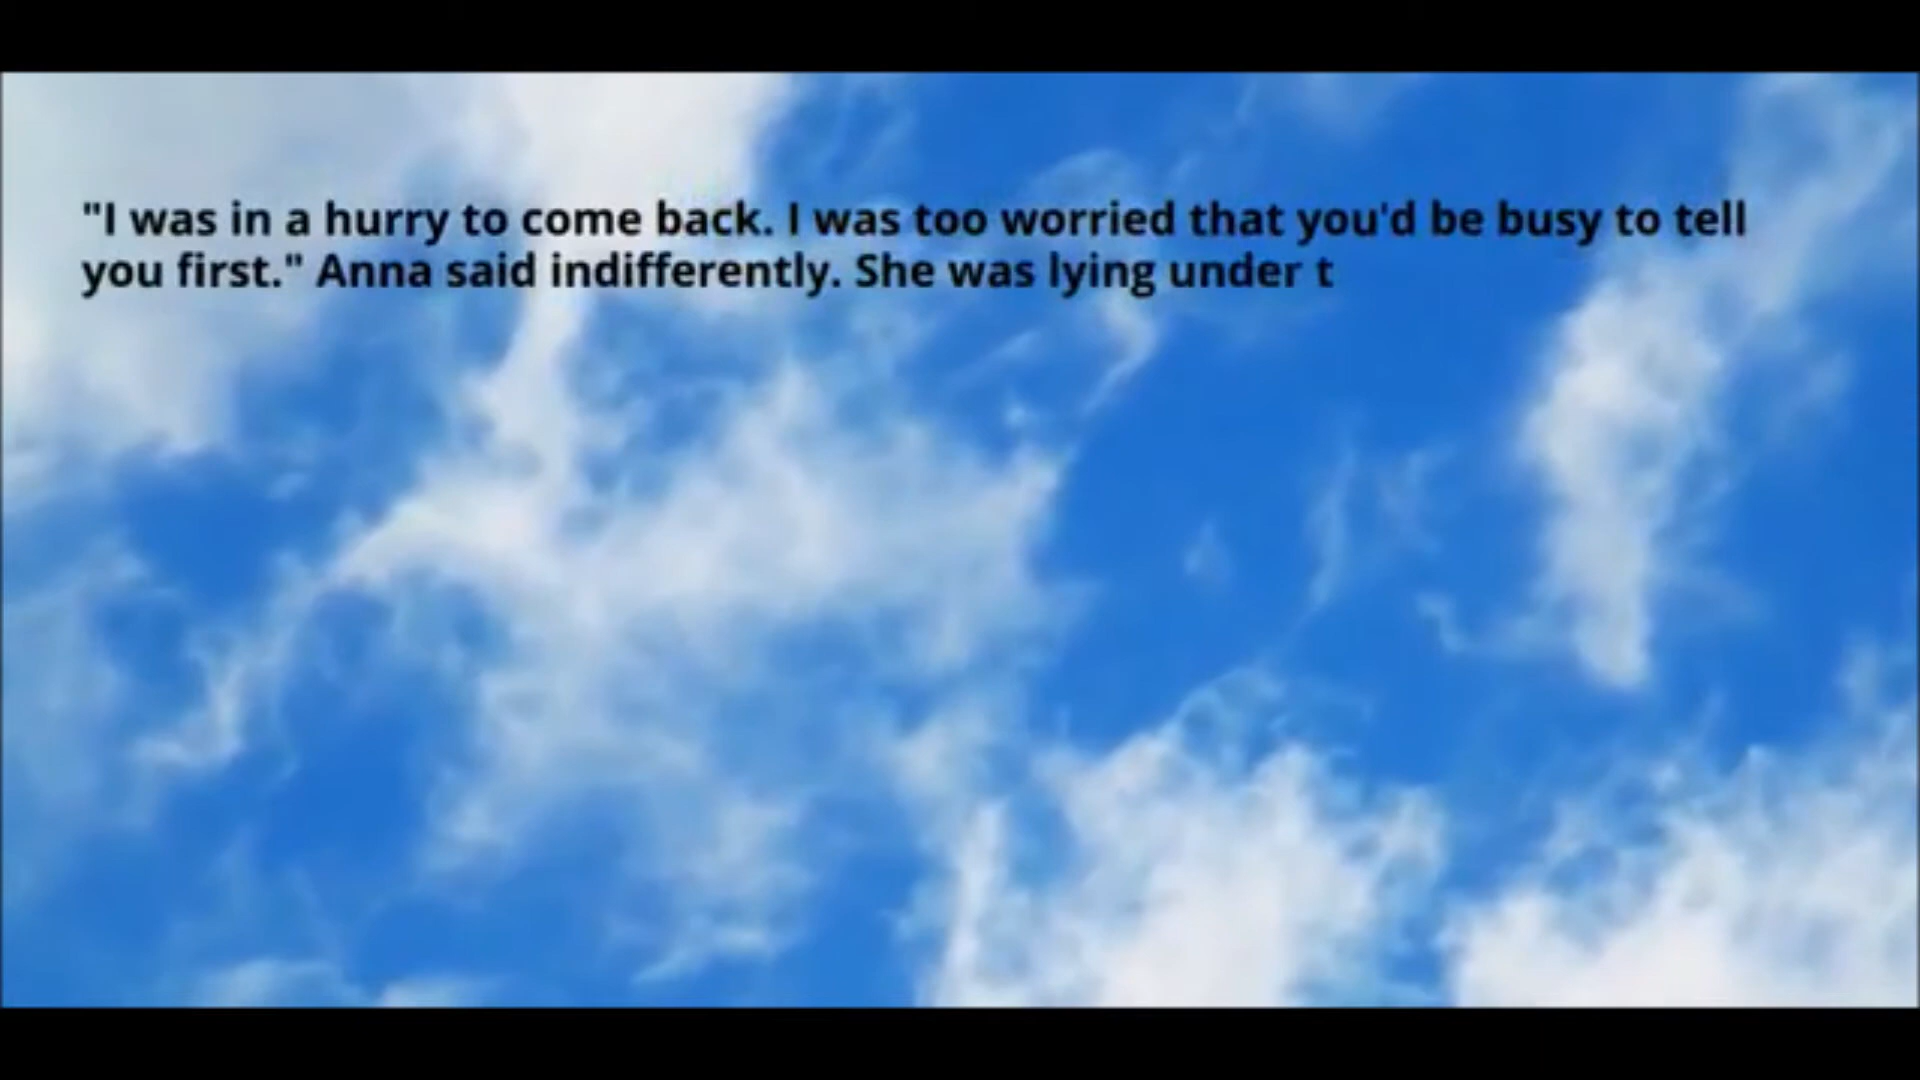 "I was in a hurry to come back. I was too worried that you'd be busy to tell
you first." Anna said indifferently. She was lying under t